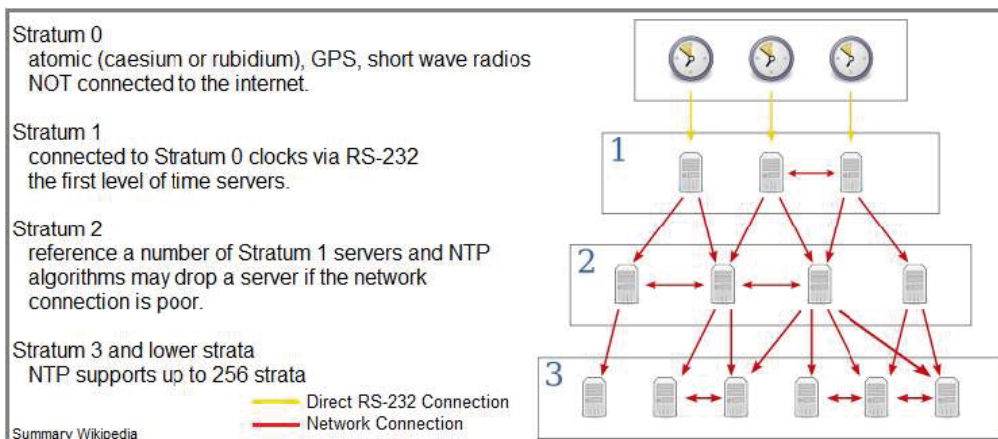 Stratum 0
atomic (caesium or rubidium), GPS, short wave radios
NOT connected to the internet.
Stratum 1
connected to Stratum 0 clocks via RS-232
the first level of time servers.
Stratum 2
reference a number of Stratum 1 servers and NTP
algorithms may drop a server if the network
connection is poor.
Stratum 3 and lower strata
NTP supports up to 256 strata
Direct RS-232 Connection
Network Connection
Summary Wikipedia
1
2
3